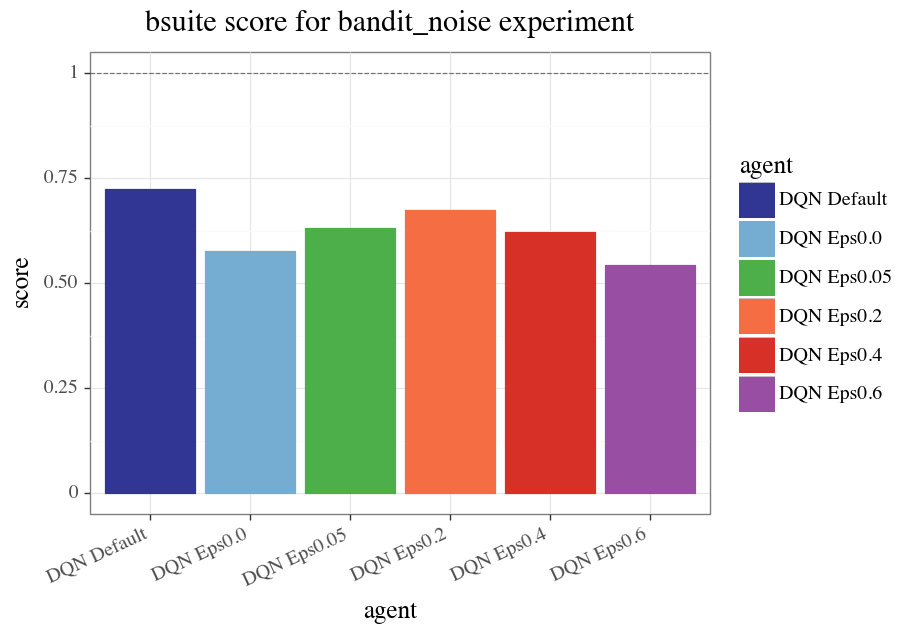 bsuite score for bandit_noise experiment
score
1
0.75
0.50
0.25
0
DQN Default
DQN Eps0.0
DQN Eps0.05
DQN Eps0.2
DQN Eps0.4
DQN Eps0.6
agent
agent
DQN Default
DQN Eps0.0
DQN Eps0.05
DQN Eps0.2
DQN Eps0.4
DQN Eps0.6